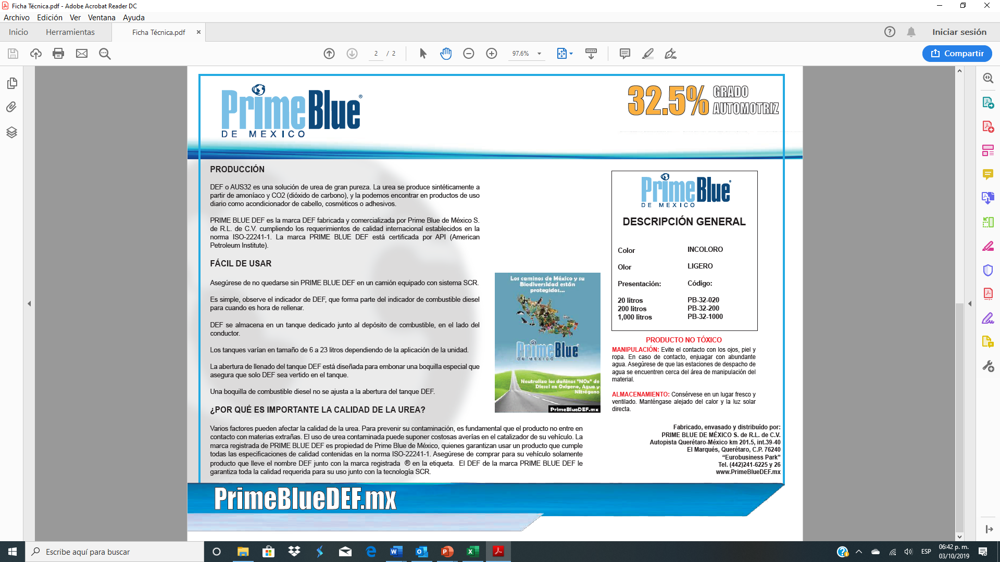 Ficha Técnica.pdf - Adobe Acrobat Reader DC
Archivo Edición Ver Ventana Ayuda
Inicio Herramientas Ficha Técnica.pdf Iniciar sesión
2 / 2 97.6% Compartir
PrimeBlue®
DE MEXICO
32.5% GRADO
AUTOMOTRIZ
PRODUCCIÓN
DEF o AUS32 es una solución de urea de gran pureza. La urea se produce sintéticamente a
partir de amoníaco y CO2 (dióxido de carbono), y la podemos encontrar en productos de uso
diario como acondicionador de cabello, cosméticos o adhesivos.
PRIME BLUE DEF es la marca DEF fabricada y comercializada por Prime Blue de México S.
de R.L. de C.V. cumpliendo los requerimientos de calidad internacional establecidos en la
norma ISO-22241-1. La marca PRIME BLUE DEF está certificada por API (American
Petroleum Institute).
FÁCIL DE USAR
Asegúrese de no quedarse sin PRIME BLUE DEF en un camión equipado con sistema SCR.
Es simple, observe el indicador de DEF, que forma parte del indicador de combustible diesel
para cuando es hora de rellenar.
DEF se almacena en un tanque dedicado junto al depósito de combustible, en el lado del
conductor.
Los tanques varían en tamaño de 6 a 23 litros dependiendo de la aplicación de la unidad.
La abertura de llenado del tanque DEF está diseñada para embonar una boquilla especial que
asegura que solo DEF sea vertido en el tanque.
Una boquilla de combustible diesel no se ajusta a la abertura del tanque DEF.
¿POR QUÉ ES IMPORTANTE LA CALIDAD DE LA UREA?
Varios factores pueden afectar la calidad de la urea. Para prevenir su contaminación, es fundamental que el producto no entre en
contacto con materias extrañas. El uso de urea contaminada puede suponer costosas averías en el catalizador de su vehículo. La
marca registrada de PRIME BLUE DEF es propiedad de Prime Blue de México, quienes garantizan usar un producto que cumple
todas las especificaciones de calidad contenidas en la norma ISO-22241-1. Asegúrese de comprar para su vehículo solamente
producto que lleve el nombre DEF junto con la marca registrada ® en la etiqueta. El DEF de la marca PRIME BLUE DEF le
garantiza toda la calidad requerida para su uso junto con la tecnología SCR.
Los caminos de México y su
Biodiversidad están
protegidos...
PrimeBlue
DE MEXICO
Neutraliza los dañinos "NOx" de
Diesel en Oxígeno, Agua y
Nitrógeno
PrimeBlueDEF.mx
PrimeBlue®
DE MEXICO
DESCRIPCIÓN GENERAL
Color INCOLORO
Olor LIGERO
Presentación: Código:
20 litros PB-32-020
200 litros PB-32-200
1,000 litros PB-32-1000
PRODUCTO NO TÓXICO
MANIPULACIÓN: Evite el contacto con los ojos, piel y
ropa. En caso de contacto, enjuagar con abundante
agua. Asegúrese de que las estaciones de despacho de
agua se encuentren cerca del área de manipulación del
material.
ALMACENAMIENTO: Consérvese en un lugar fresco y
ventilado. Manténgase alejado del calor y la luz solar
directa.
Fabricado, envasado y distribuído por:
PRIME BLUE DE MÉXICO S. de R.L. de C.V.
Autopista Querétaro-México km 201.5, int.39-40
El Marqués, Querétaro, C.P. 76240
“Eurobusiness Park”
Tel. (442)241-6225 y 26
www.PrimeBlueDEF.mx
PrimeBlueDEF.mx
Escribe aquí para buscar
ESP
06:42 p. m.
03/10/2019